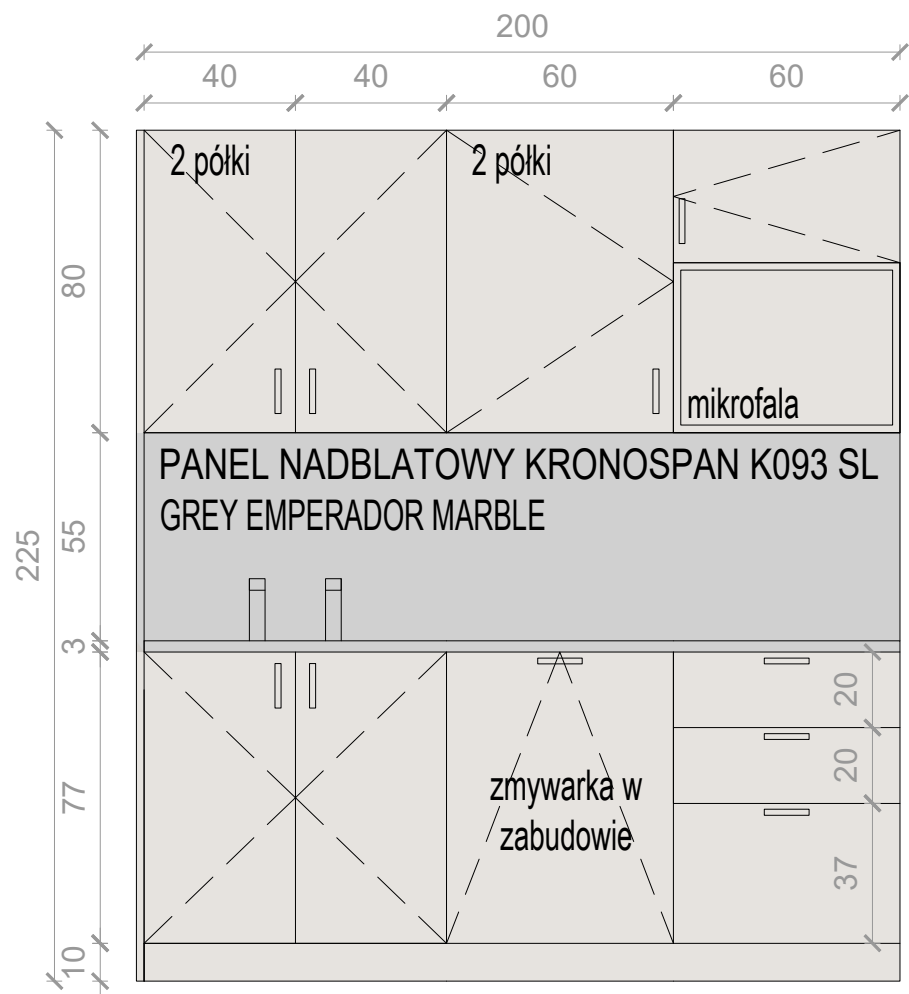 200
40 40 60 60
2 półki 2 półki
80
mikrofala
PANEL NADBLATOWY KRONOSPAN K093 SL
GREY EMPERADOR MARBLE
225
55
3
20
20
77
zmywarka w
zabudowie
37
10